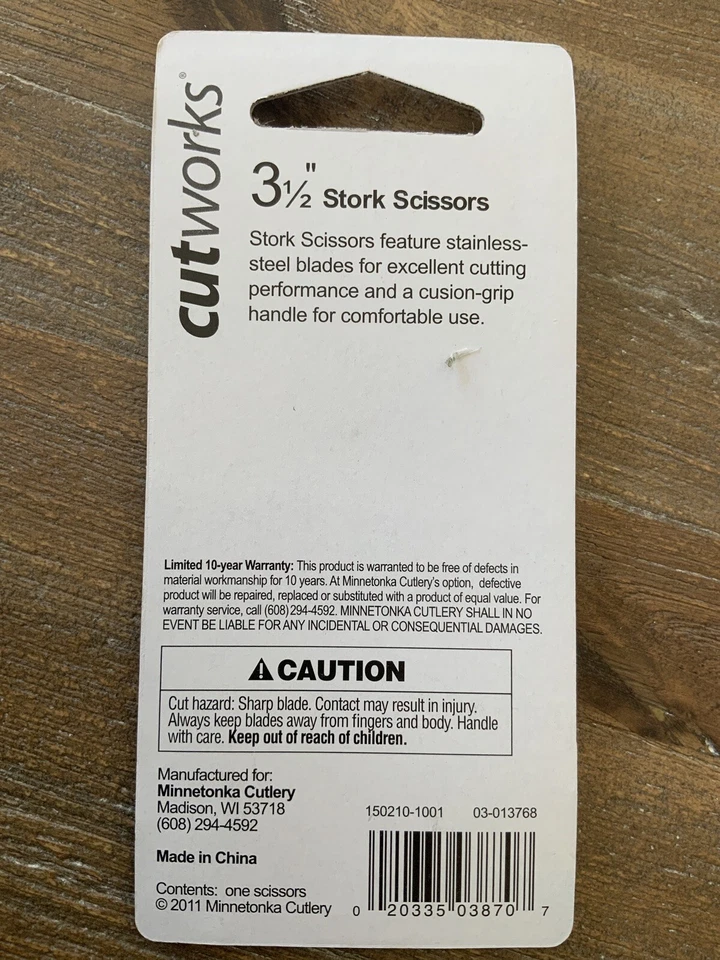 cutworks®
3½" Stork Scissors
Stork Scissors feature stainless-
steel blades for excellent cutting
performance and a cusion-grip
handle for comfortable use.
Limited 10-year Warranty: This product is warranted to be free of defects in
material workmanship for 10 years. At Minnetonka Cutlery's option, defective
product will be repaired, replaced or substituted with a product of equal value. For
warranty service, call (608)294-4592. MINNETONKA CUTLERY SHALL IN NO
EVENT BE LIABLE FOR ANY INCIDENTAL OR CONSEQUENTIAL DAMAGES.
CAUTION
Cut hazard: Sharp blade. Contact may result in injury.
Always keep blades away from fingers and body. Handle
with care. Keep out of reach of children.
Manufactured for:
Minnetonka Cutlery
Madison, WI 53718
(608) 294-4592
Made in China
Contents: one scissors
© 2011 Minnetonka Cutlery
150210-1001 03-013768
0 20335 03870 7